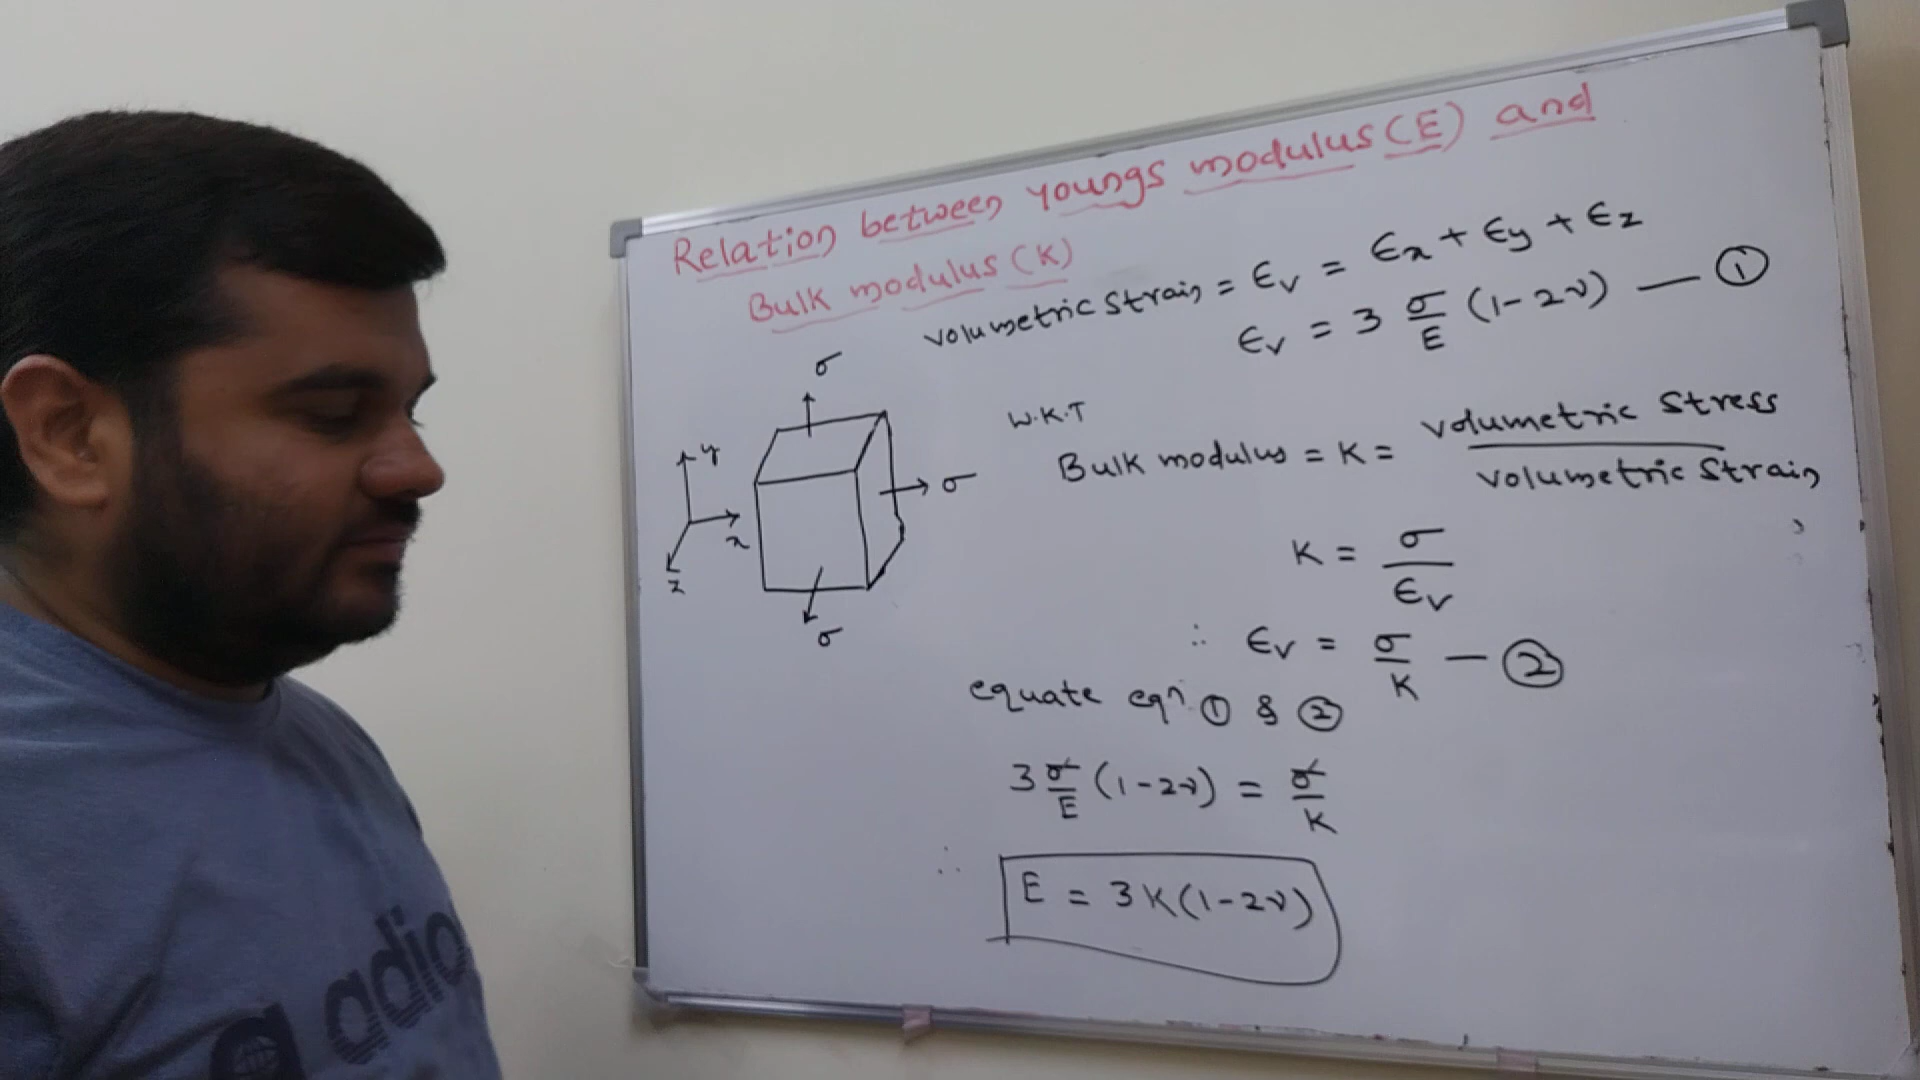 Relation between youngs modulus (E) and
Bulk modulus (K)
volumetric strain = ϵv = ϵx + ϵy + ϵz
ϵv = 3 σ/E (1-2ν) — ①
σ
y
x
z
σ
σ
W.K.T
Bulk modulus = K = volumetric stress / volumetric strain
K = σ/ϵv
∴ ϵv = σ/K — ②
equate eqn ① & ②
3 σ/E (1-2ν) = σ/K
∴ E = 3K(1-2ν)